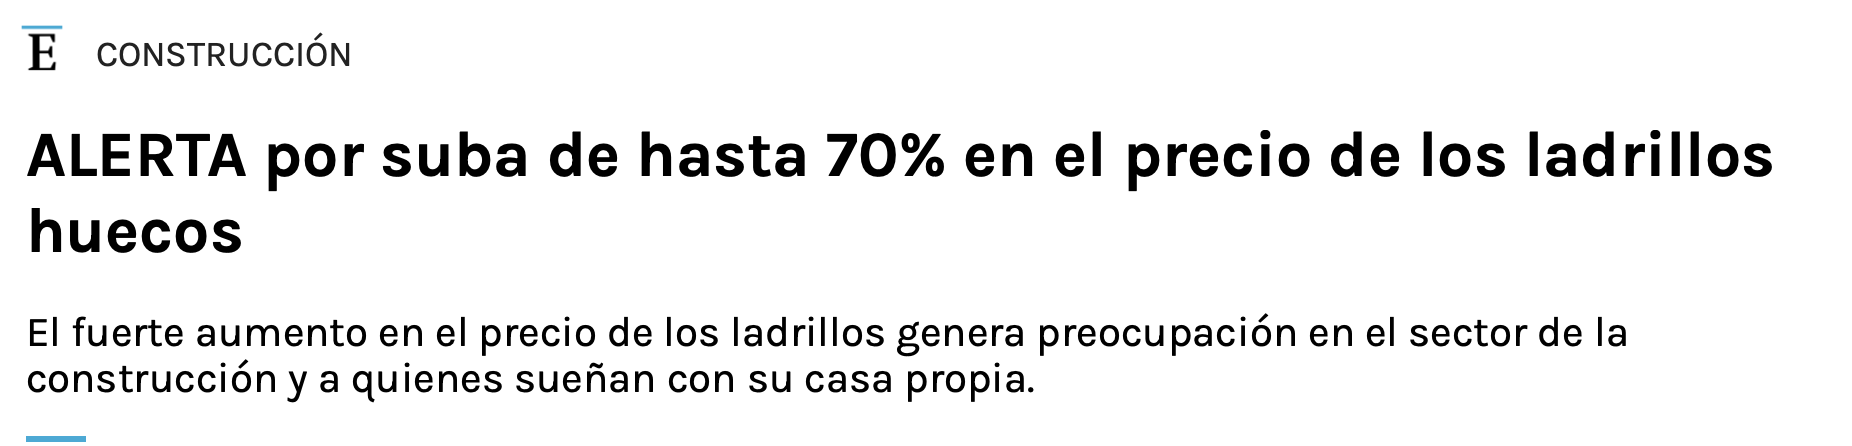 E CONSTRUCCIÓN
ALERTA por suba de hasta 70% en el precio de los ladrillos
huecos
El fuerte aumento en el precio de los ladrillos genera preocupación en el sector de la
construcción y a quienes sueñan con su casa propia.